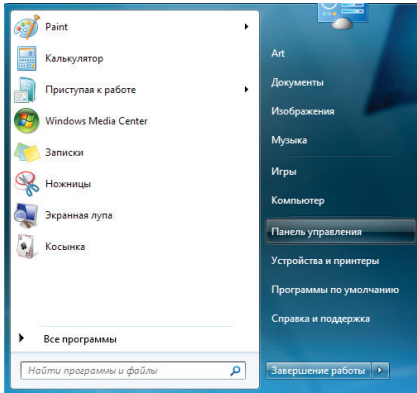 Paint
Калькулятор
Приступая к работе
Windows Media Center
Записки
Ножницы
Экранная лупа
Косынка
Все программы
Найти программы и файлы
Art
Документы
Изображения
Музыка
Игры
Компьютер
Панель управления
Устройства и принтеры
Программы по умолчанию
Справка и поддержка
Завершение работы